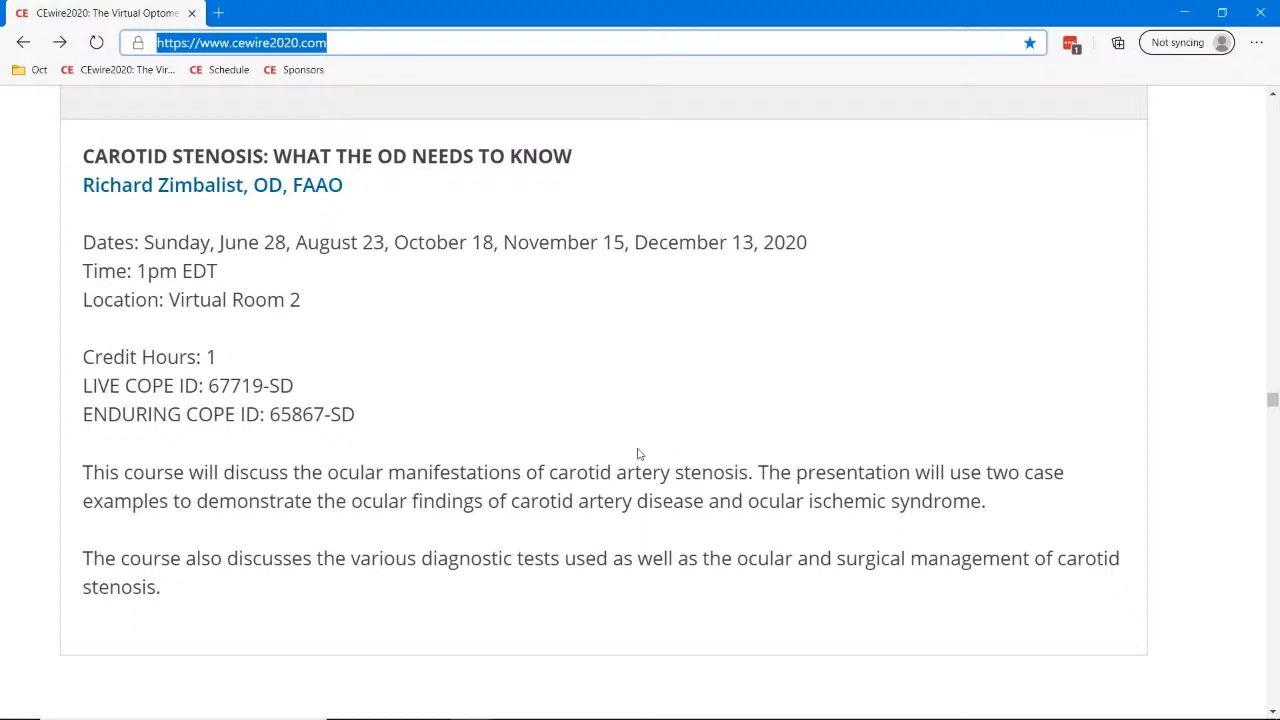 CE CEwire2020: The Virtual Optome
https://www.cewire2020.com
1
Not syncing
Oct CE CEwire2020: The Vir... CE Schedule CE Sponsors
CAROTID STENOSIS: WHAT THE OD NEEDS TO KNOW
Richard Zimbalist, OD, FAAO
Dates: Sunday, June 28, August 23, October 18, November 15, December 13, 2020
Time: 1pm EDT
Location: Virtual Room 2
Credit Hours: 1
LIVE COPE ID: 67719-SD
ENDURING COPE ID: 65867-SD
This course will discuss the ocular manifestations of carotid artery stenosis. The presentation will use two case
examples to demonstrate the ocular findings of carotid artery disease and ocular ischemic syndrome.
The course also discusses the various diagnostic tests used as well as the ocular and surgical management of carotid
stenosis.